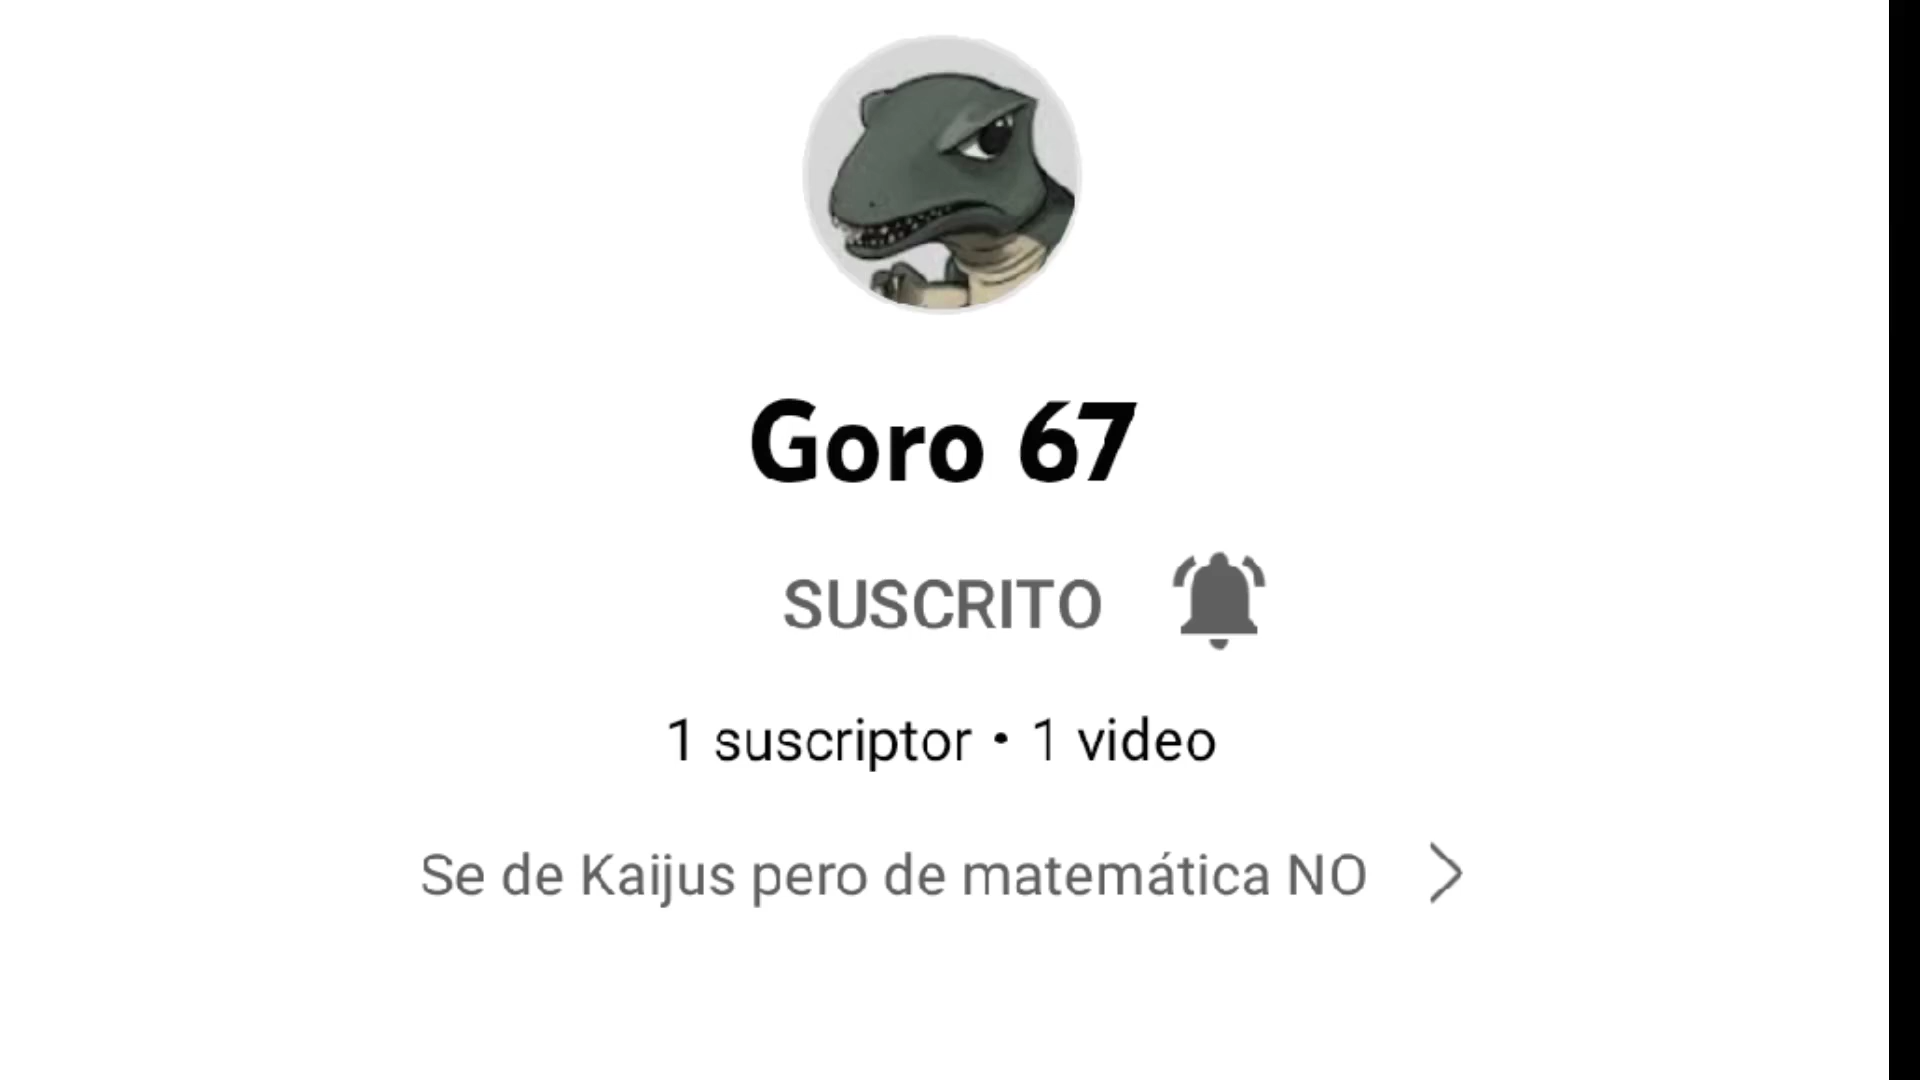 Goro 67
SUSCRITO
1 suscriptor • 1 video
Se de Kaijus pero de matemática NO